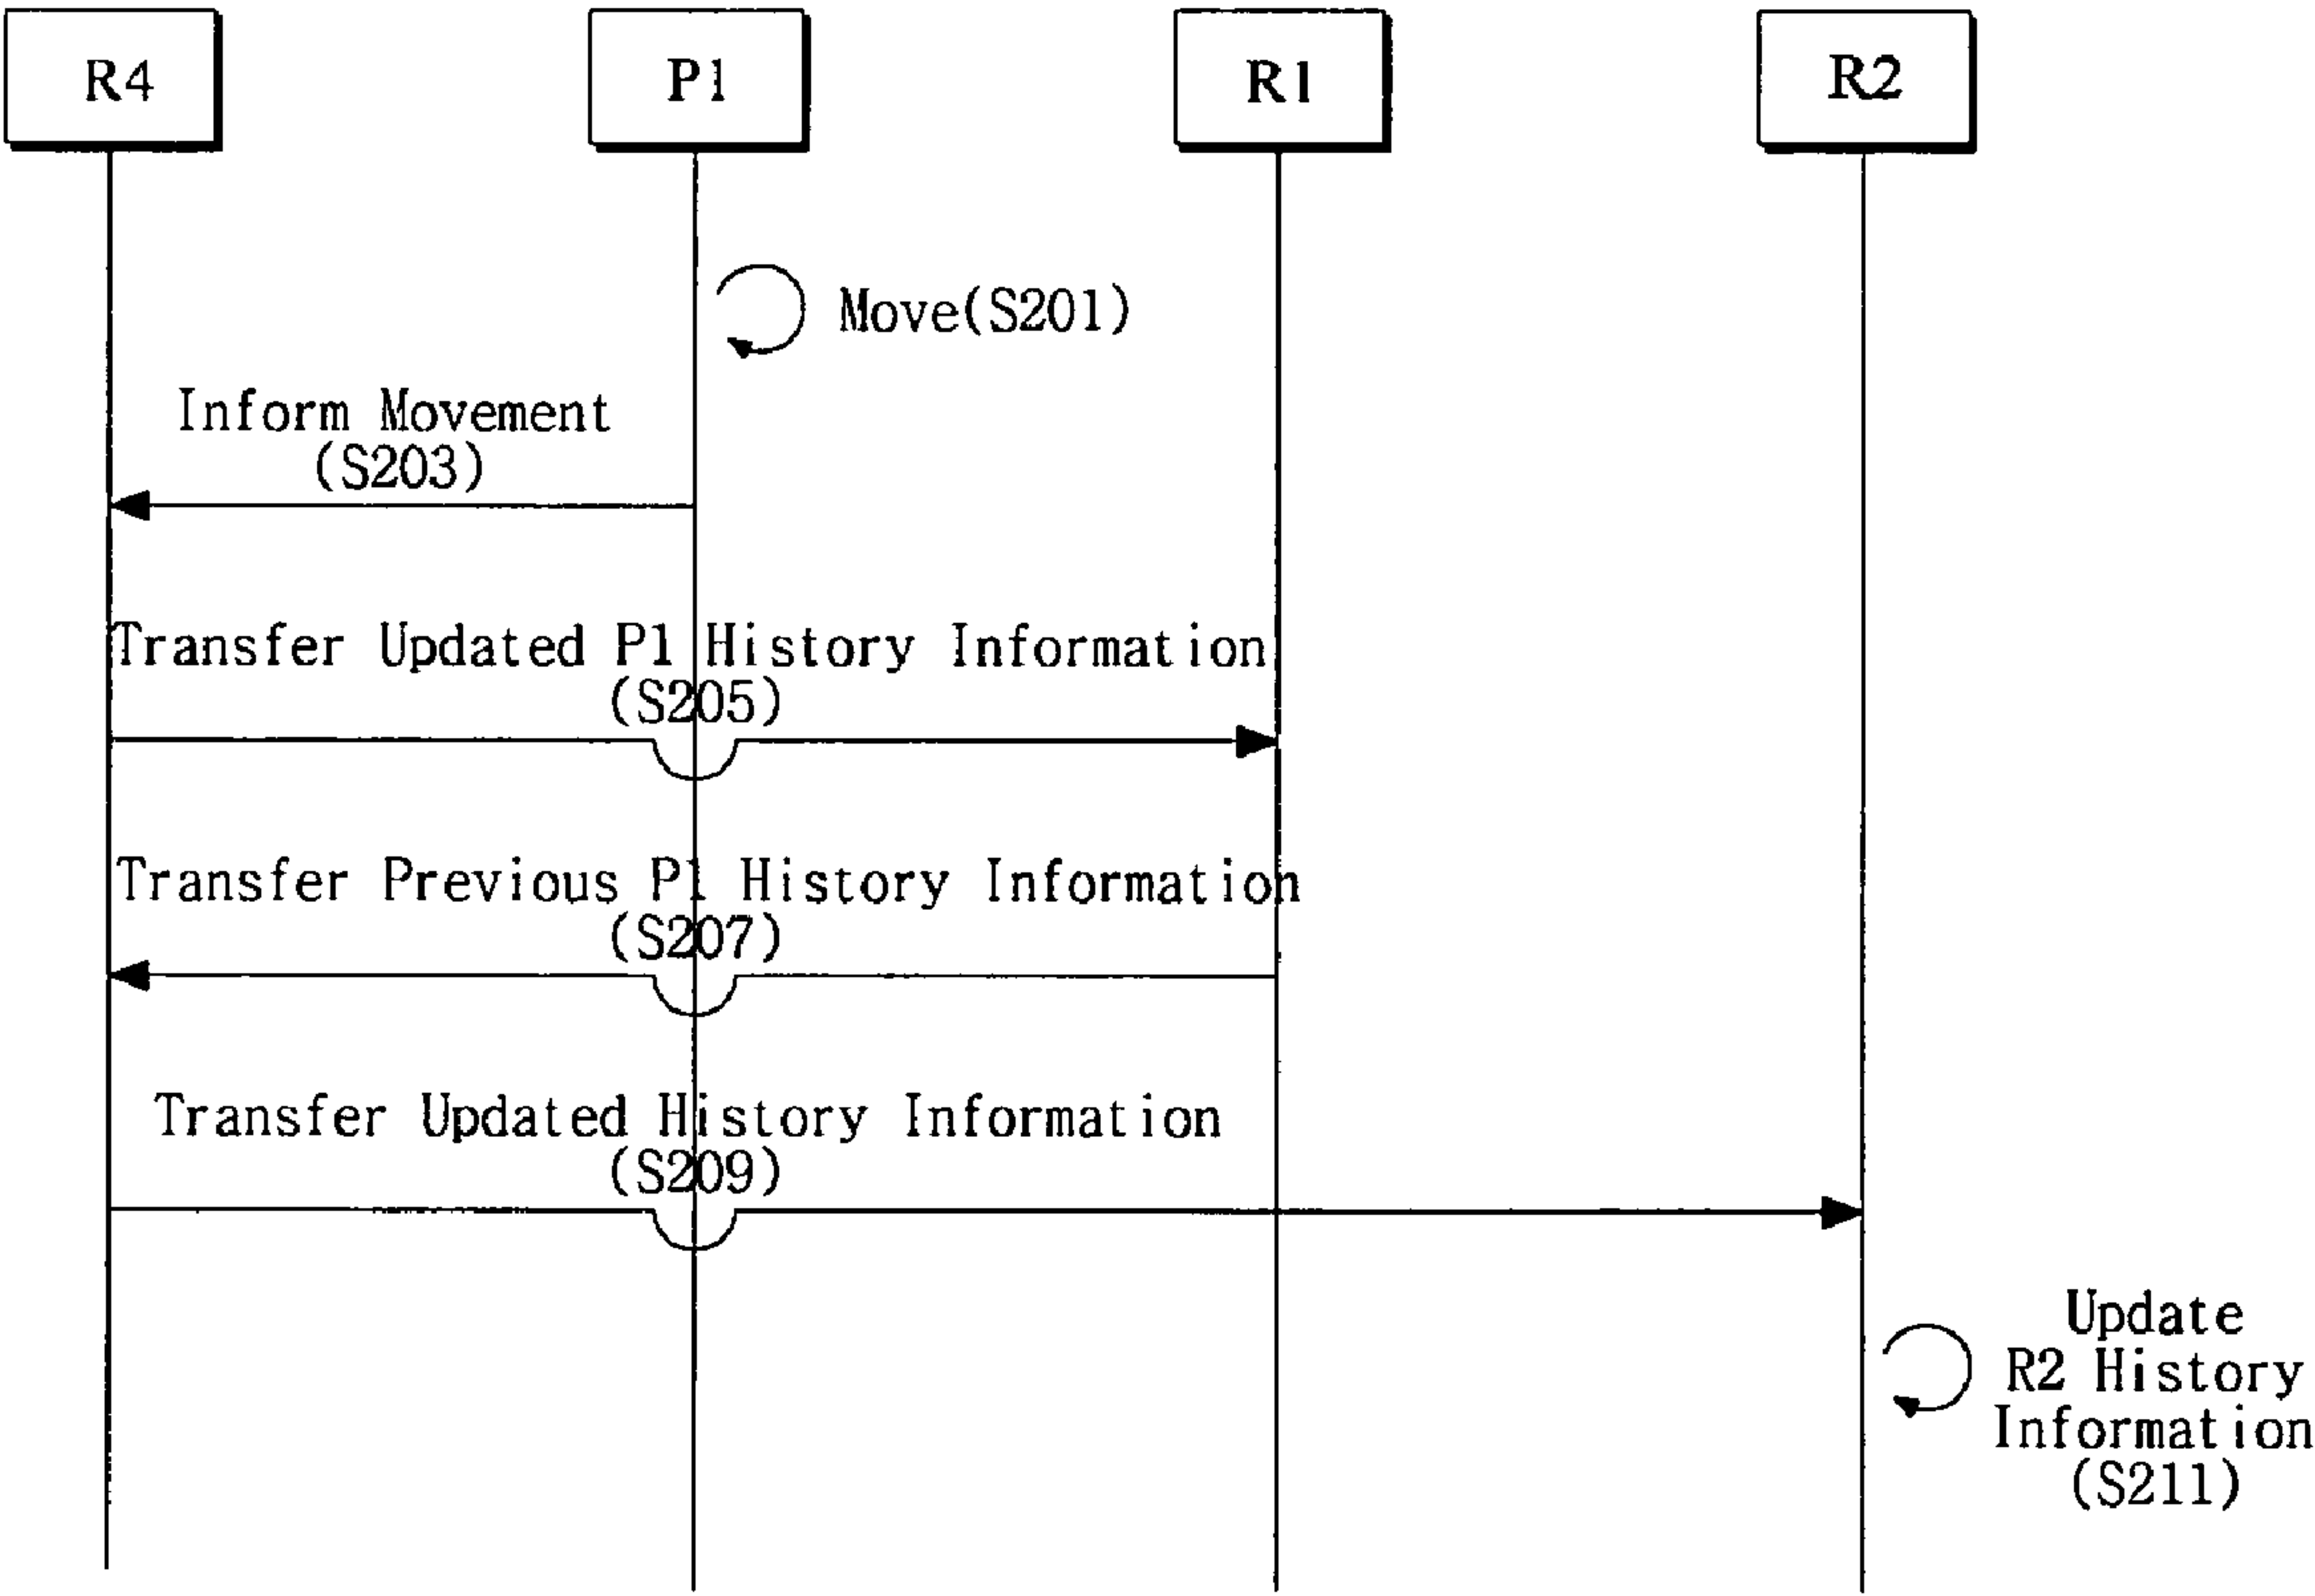 R4
P1
R1
R2
Move(S201)
Inform Movement
(S203)
Transfer Updated P1 History Information
(S205)
Transfer Previous P1 History Information
(S207)
Transfer Updated History Information
(S209)
Update
R2 History
Information
(S211)